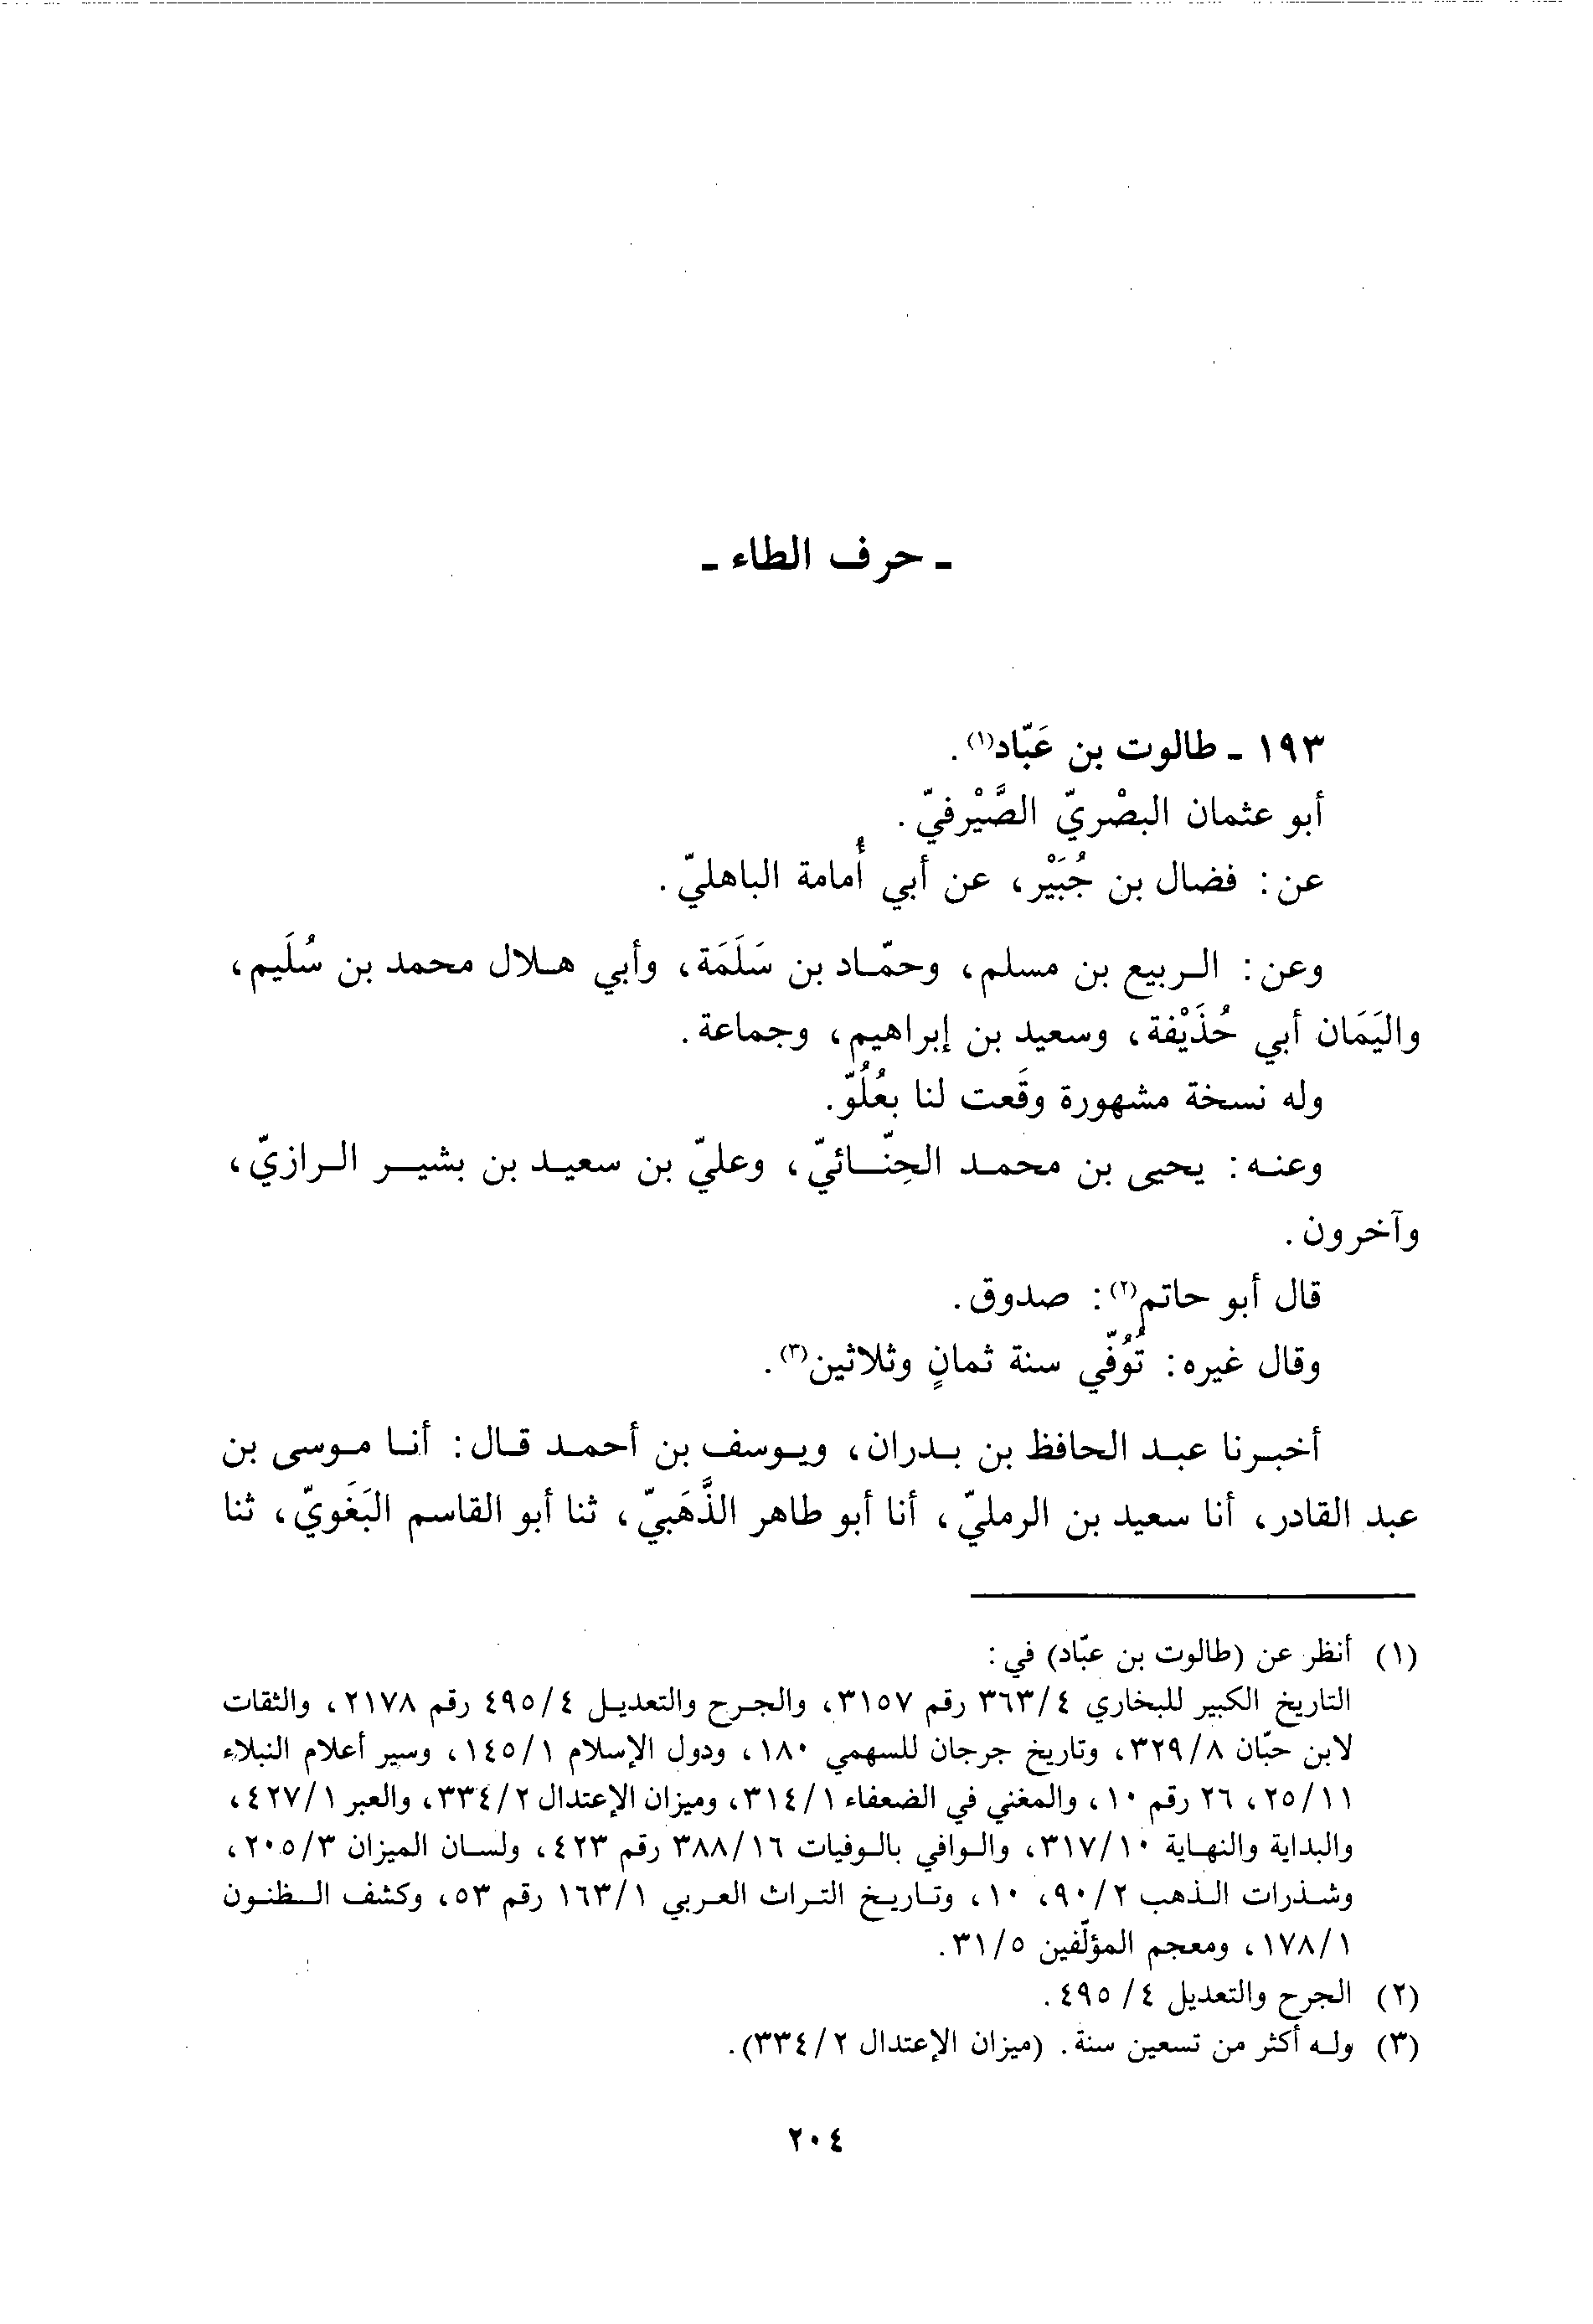 ـ حرف الطاء ـ
١٩٣ ـ طالوت بن عَبّاد(١).
أبو عثمان البصْريّ الصَّيْرفيّ.
عن: فضال بن جُبَيْر، عن أبي أُمامة الباهليّ.
وعن: الربيع بن مسلم، وحمّاد بن سَلَمَة، وأبي هلال محمد بن سُلَيم،
واليَمَان أبي حُذَيْفة، وسعيد بن إبراهيم، وجماعة.
وله نسخة مشهورة وقَعت لنا بعُلُوّ.
وعنه: يحيى بن محمد الحِنّائيّ، وعليّ بن سعيد بن بشير الرازيّ،
وآخرون.
قال أبو حاتم(٢): صدوق.
وقال غيره: تُوُفّي سنة ثمانٍ وثلاثين(٣).
أخبرنا عبد الحافظ بن بدران، ويوسف بن أحمد قال: أنا موسى بن
عبد القادر، أنا سعيد بن الرمليّ، أنا أبو طاهر الذَّهَبيّ، ثنا أبو القاسم البَغَويّ، ثنا
(١) أنظر عن (طالوت بن عبّاد) في:
التاريخ الكبير للبخاري ٤/٣٦٣ رقم ٣١٥٧، والجرح والتعديل ٤/٤٩٥ رقم ٢١٧٨، والثقات
لابن حبّان ٨/٣٢٩، وتاريخ جرجان للسهمي ١٨٠، ودول الإسلام ١/١٤٥، وسير أعلام النبلاء
١١/٢٥، ٢٦ رقم ١٠، والمغني في الضعفاء ١/٣١٤، وميزان الإعتدال ٢/٣٣٤، والعبر ١/٤٢٧،
والبداية والنهاية ١٠/٣١٧، والوافي بالوفيات ١٦/٣٨٨ رقم ٤٢٣، ولسان الميزان ٣/٢٠٥،
وشذرات الذهب ٢/٩٠، ١٠، وتاريخ التراث العربي ١/١٦٣ رقم ٥٣، وكشف الظنون
١/١٧٨، ومعجم المؤلّفين ٥/٣١.
(٢) الجرح والتعديل ٤/٤٩٥.
(٣) وله أكثر من تسعين سنة. (ميزان الإعتدال ٢/٣٣٤).
٢٠٤